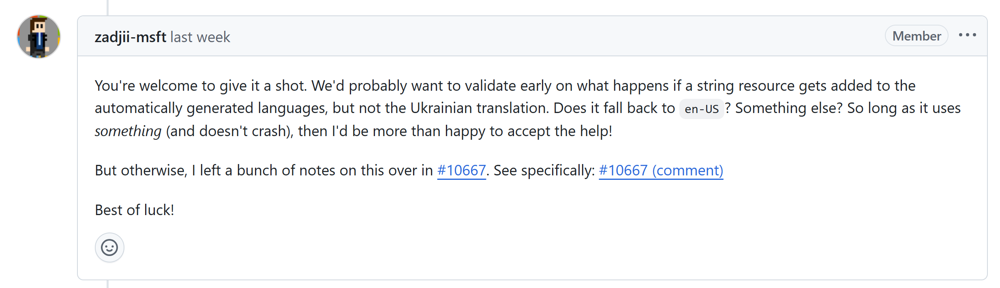 zadjii-msft last week
Member
You're welcome to give it a shot. We'd probably want to validate early on what happens if a string resource gets added to the
automatically generated languages, but not the Ukrainian translation. Does it fall back to en-US? Something else? So long as it uses
something (and doesn't crash), then I'd be more than happy to accept the help!
But otherwise, I left a bunch of notes on this over in #10667. See specifically: #10667 (comment)
Best of luck!